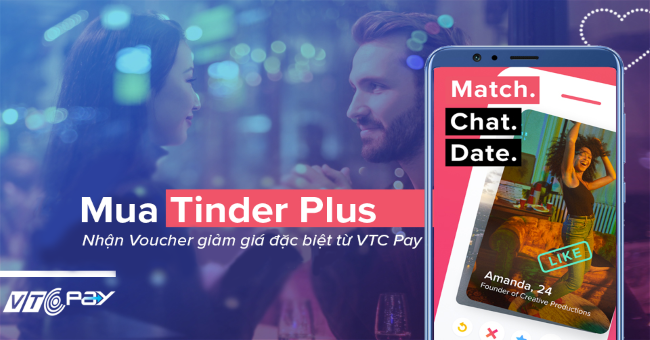 Match.
Chat.
Date.
Mua Tinder Plus
Nhận Voucher giảm giá đặc biệt từ VTC Pay
LIKE
Amanda, 24
Founder of Creative Productions
VTC Pay